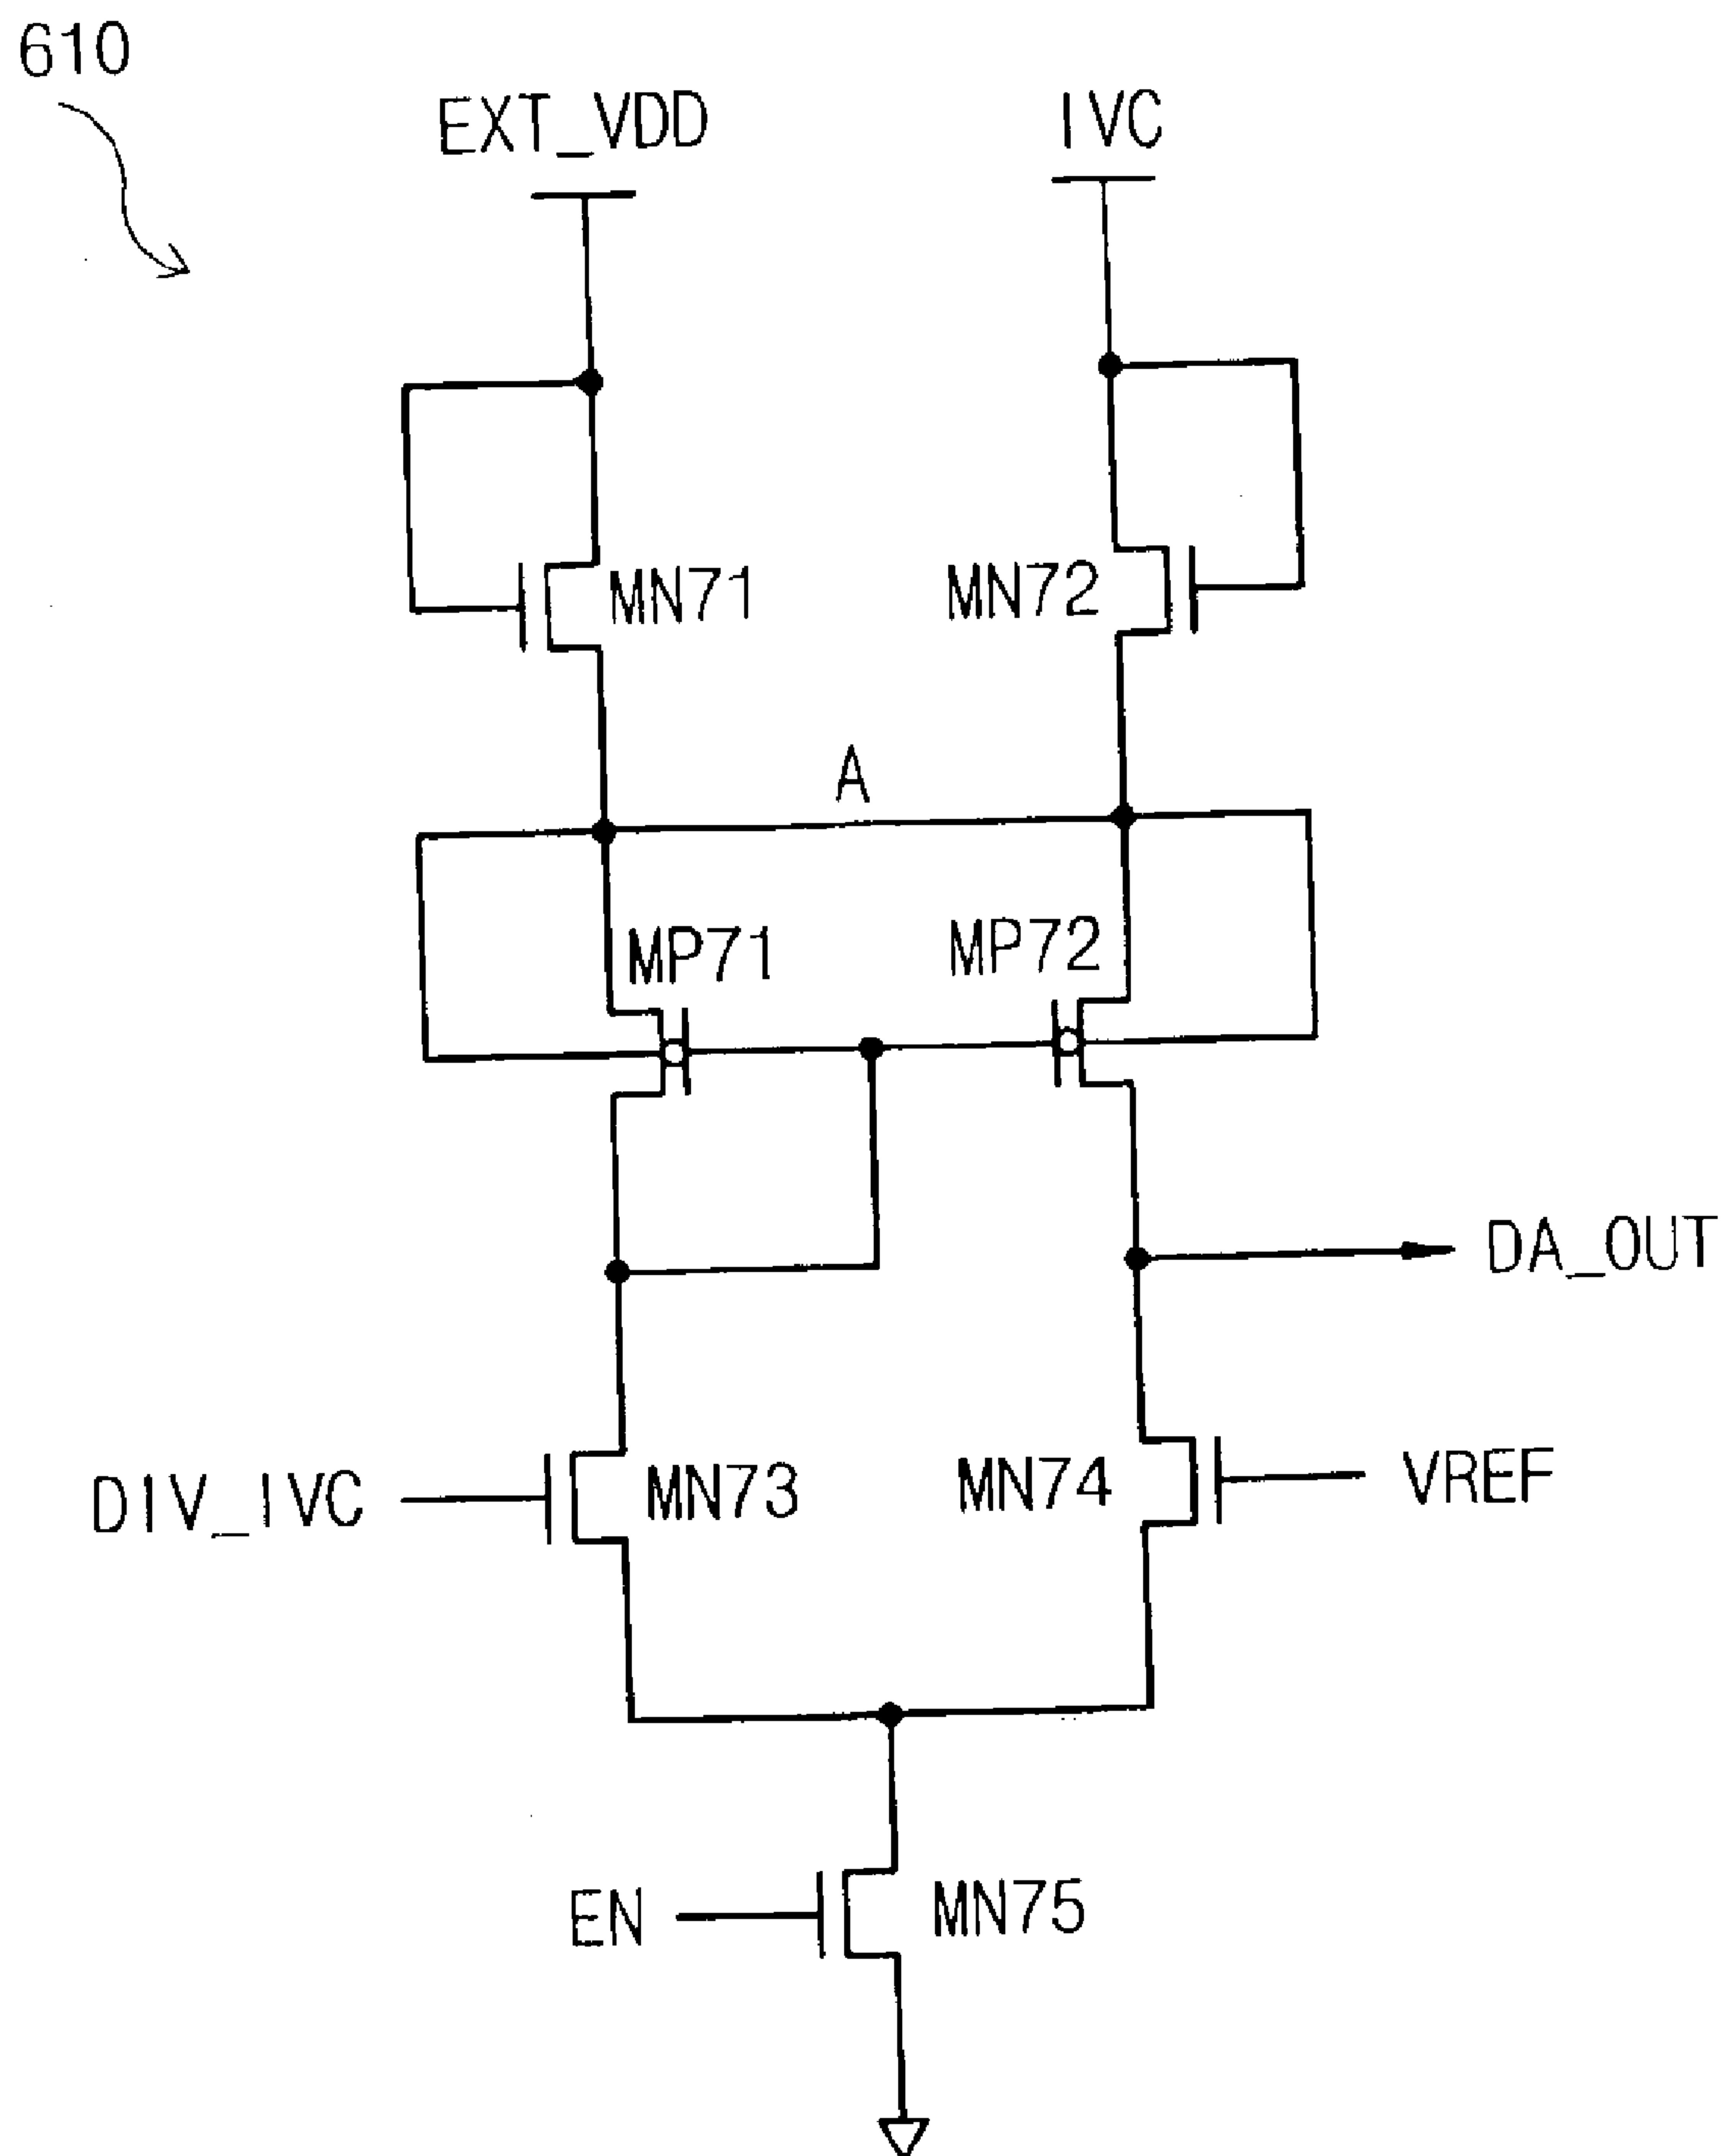 610
EXT_VDD
IVC
MN71
MN72
A
MP71
MP72
DA_OUT
DIV_IVC
MN73
MN74
VREF
EN
MN75